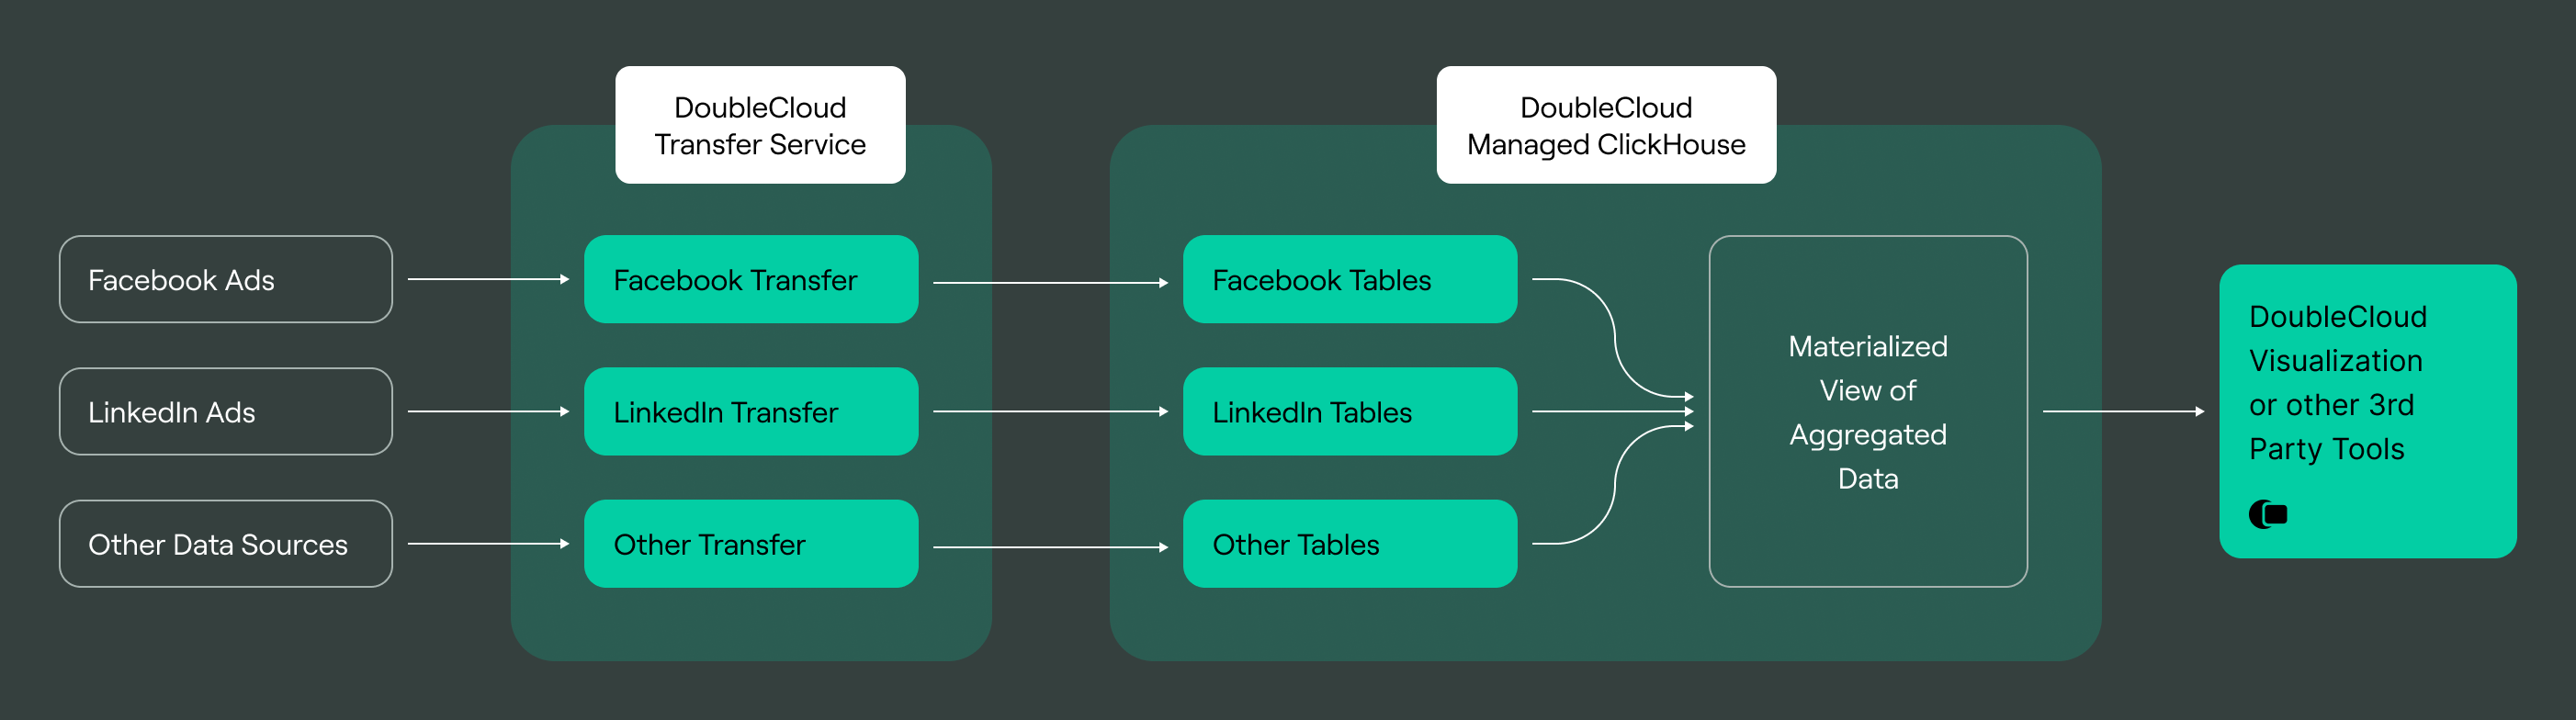 DoubleCloud
Transfer Service
DoubleCloud
Managed ClickHouse
Facebook Ads
Facebook Transfer
Facebook Tables
LinkedIn Ads
LinkedIn Transfer
LinkedIn Tables
Other Data Sources
Other Transfer
Other Tables
Materialized
View of
Aggregated
Data
DoubleCloud
Visualization
or other 3rd
Party Tools